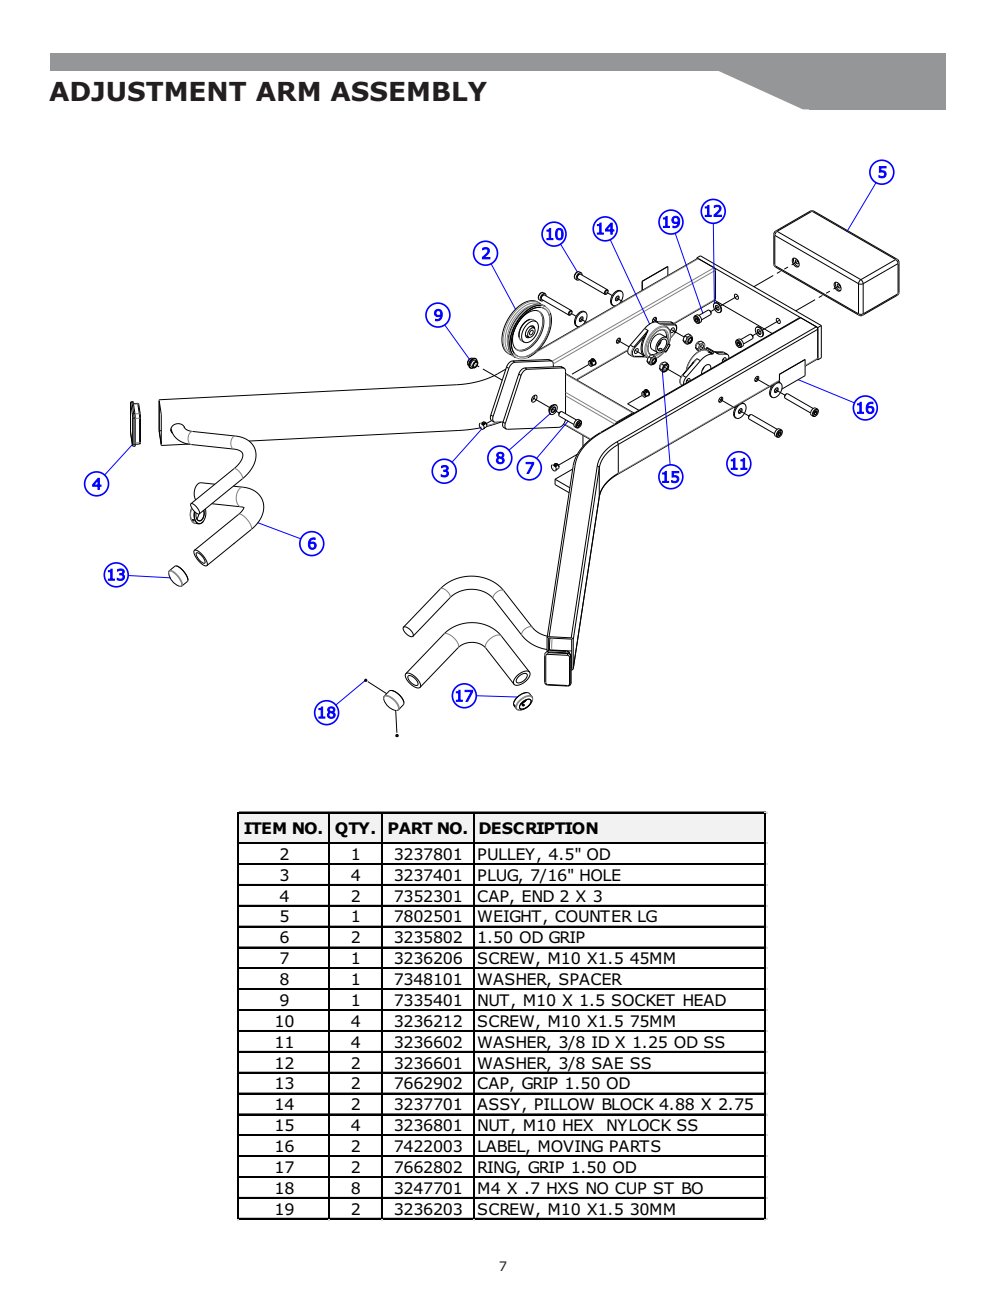 ADJUSTMENT ARM ASSEMBLY
5
12
19
14
10
2
9
16
3
8
7
15
11
4
6
13
17
18
ITEM NO. QTY. PART NO. DESCRIPTION
2 1 3237801 PULLEY, 4.5" OD
3 4 3237401 PLUG, 7/16" HOLE
4 2 7352301 CAP, END 2 X 3
5 1 7802501 WEIGHT, COUNTER LG
6 2 3235802 1.50 OD GRIP
7 1 3236206 SCREW, M10 X1.5 45MM
8 1 7348101 WASHER, SPACER
9 1 7335401 NUT, M10 X 1.5 SOCKET HEAD
10 4 3236212 SCREW, M10 X1.5 75MM
11 4 3236602 WASHER, 3/8 ID X 1.25 OD SS
12 2 3236601 WASHER, 3/8 SAE SS
13 2 7662902 CAP, GRIP 1.50 OD
14 2 3237701 ASSY, PILLOW BLOCK 4.88 X 2.75
15 4 3236801 NUT, M10 HEX NYLOCK SS
16 2 7422003 LABEL, MOVING PARTS
17 2 7662802 RING, GRIP 1.50 OD
18 8 3247701 M4 X .7 HXS NO CUP ST BO
19 2 3236203 SCREW, M10 X1.5 30MM
7